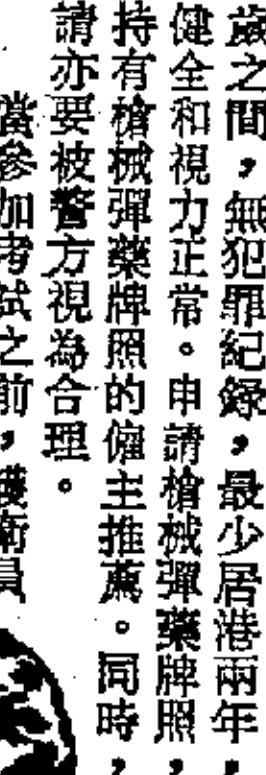 歲之間，無犯罪紀錄，最少居港兩年，
健全和視力正常。申請槍械彈藥牌照，
持有槍械彈藥牌照的僱主推薦。同時，
請亦要被警方視為合理。
當參加考試之前，護衛員